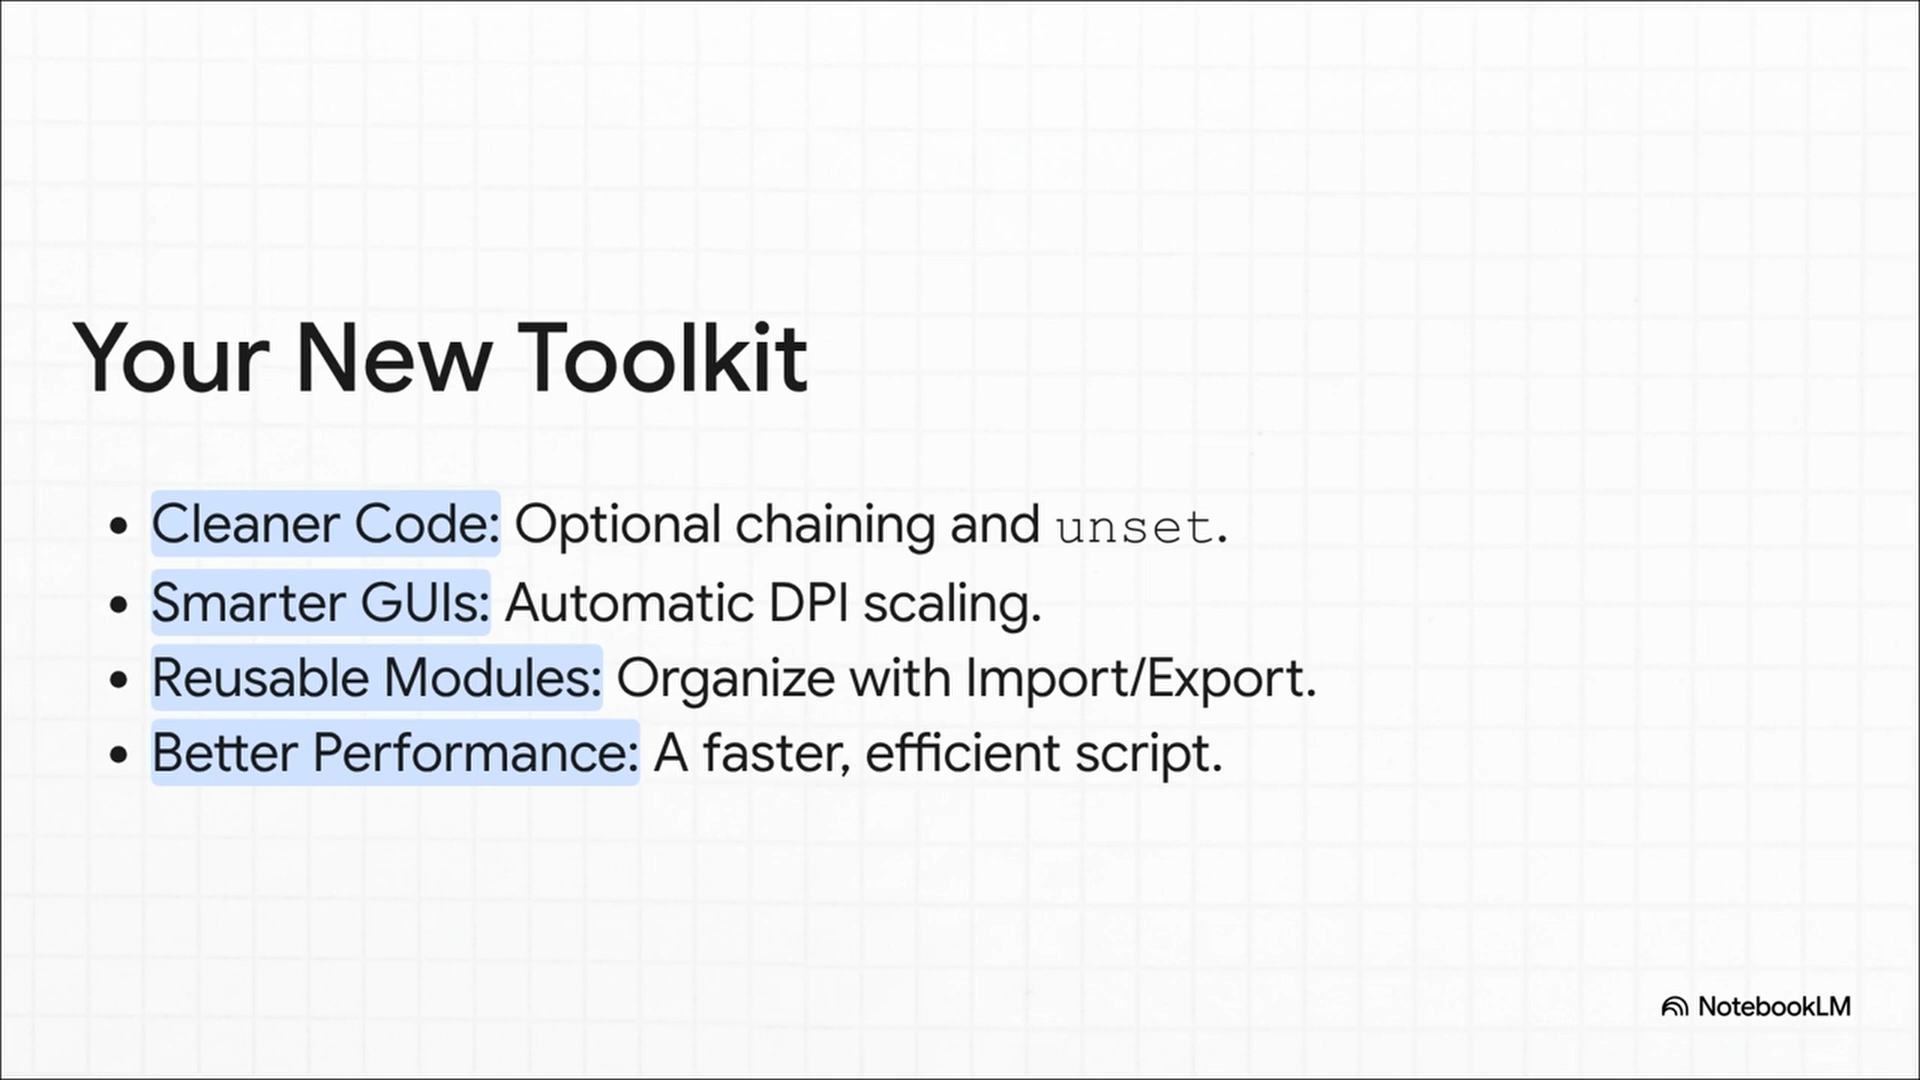 Your New Toolkit
• Cleaner Code: Optional chaining and unset.
• Smarter GUIs: Automatic DPI scaling.
• Reusable Modules: Organize with Import/Export.
• Better Performance: A faster, efficient script.
NotebookLM